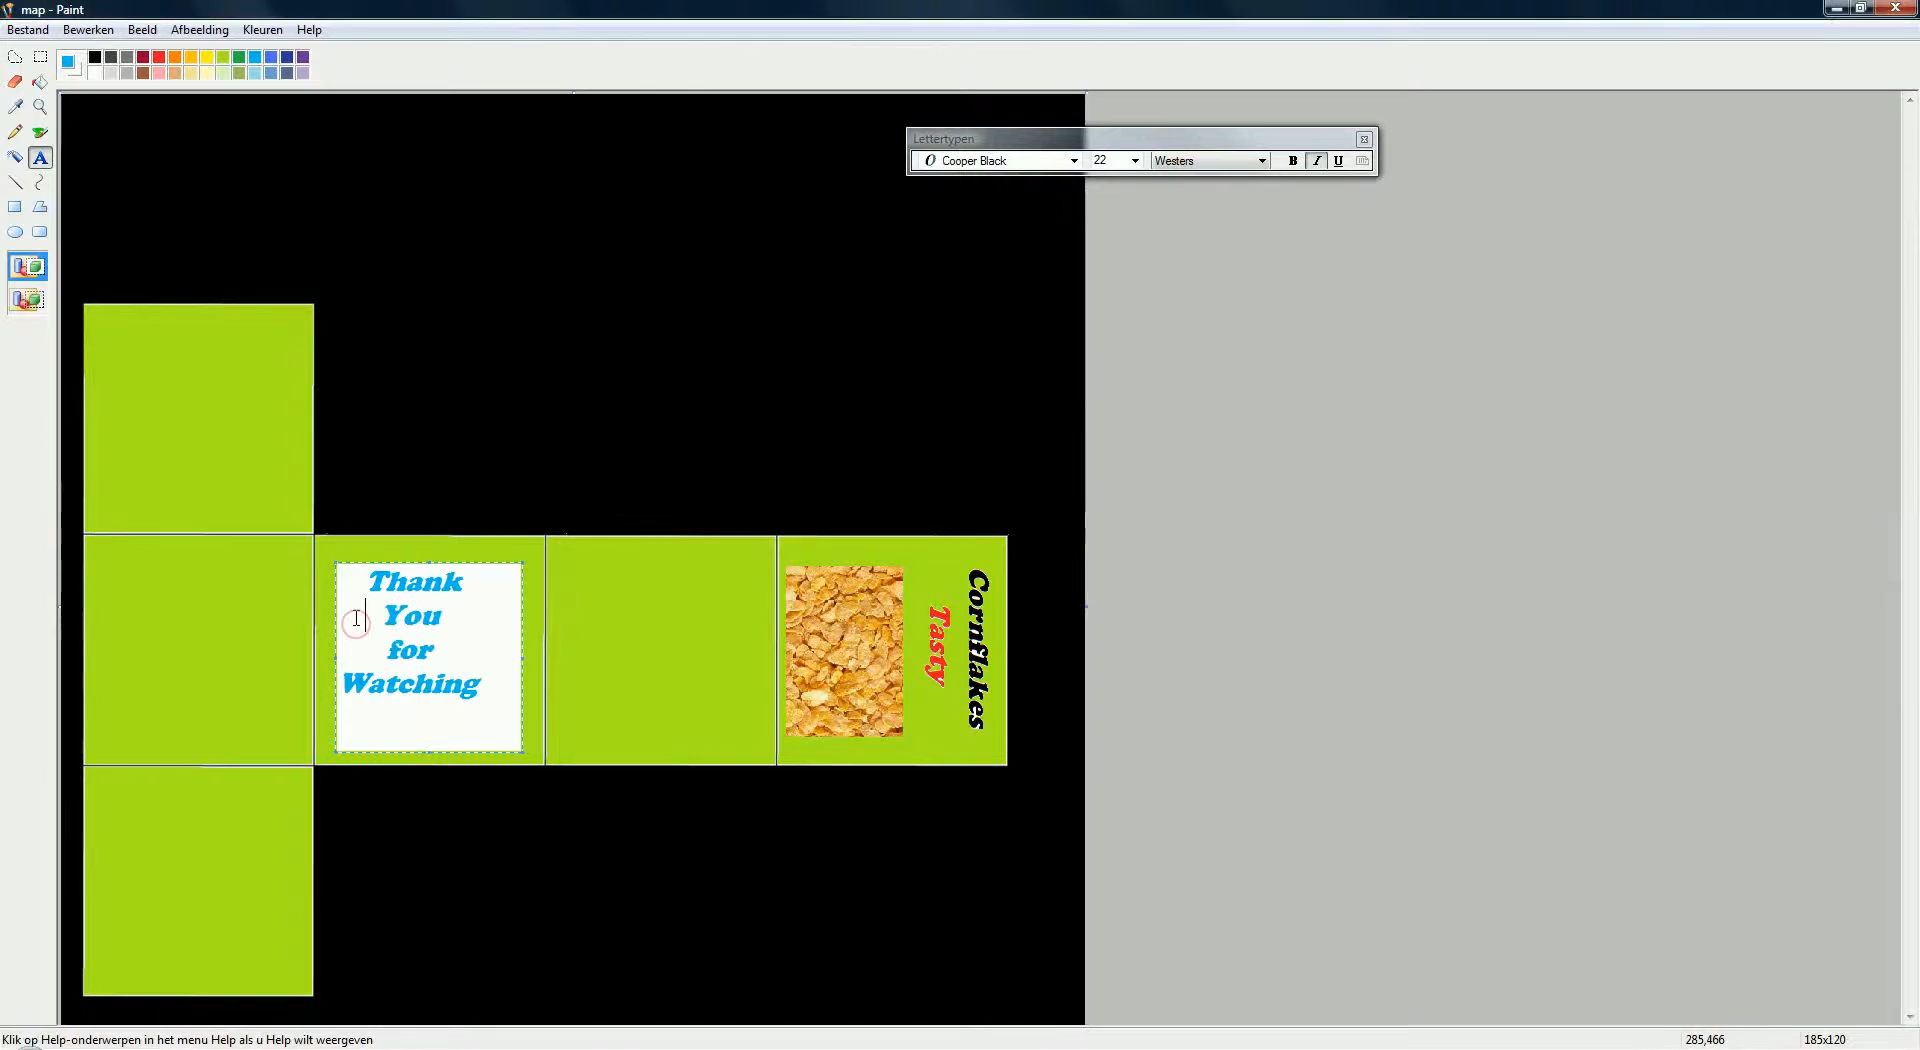 map - Paint
Bestand Bewerken Beeld Afbeelding Kleuren Help
A
Lettertypen
Cooper Black 22 Westers B I U
Thank
You
for
Watching
Cornflakes
Tasty
Klik op Help-onderwerpen in het menu Help als u Help wilt weergeven
285,466 185x120